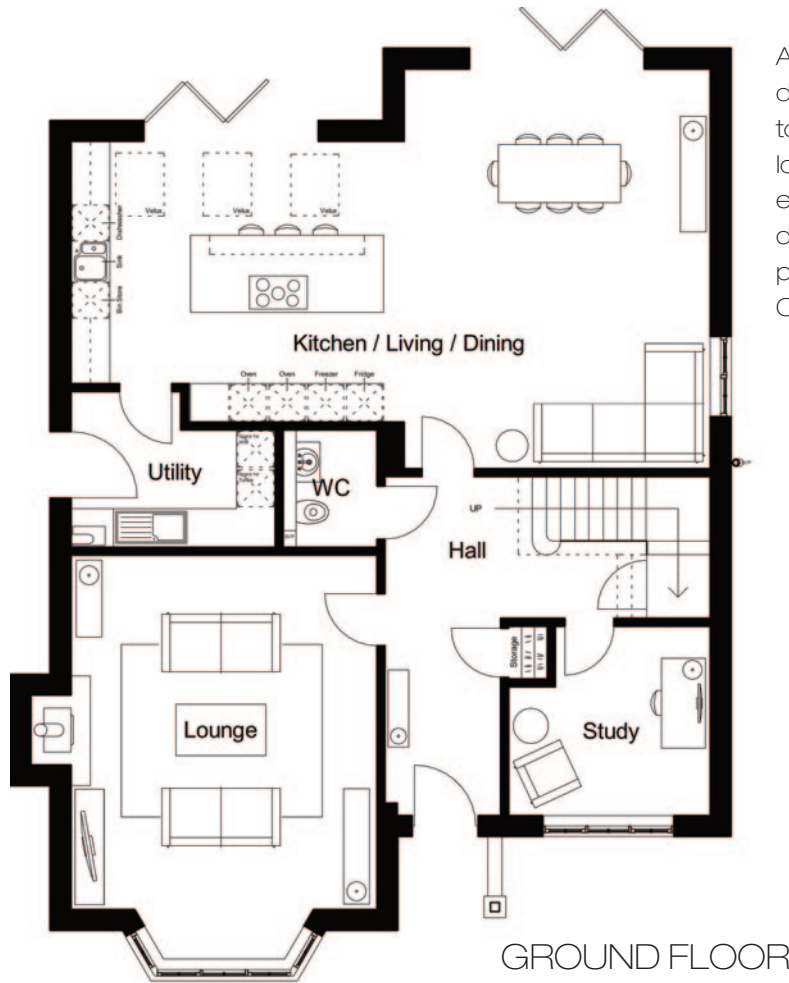 Velux
Velux
Velux
Dishwasher
Sink
Bin Store
Kitchen / Living / Dining
Oven
Oven
Freezer
Fridge
Utility
WC
UP
Hall
Storage
Lounge
Study
GROUND FLOOR